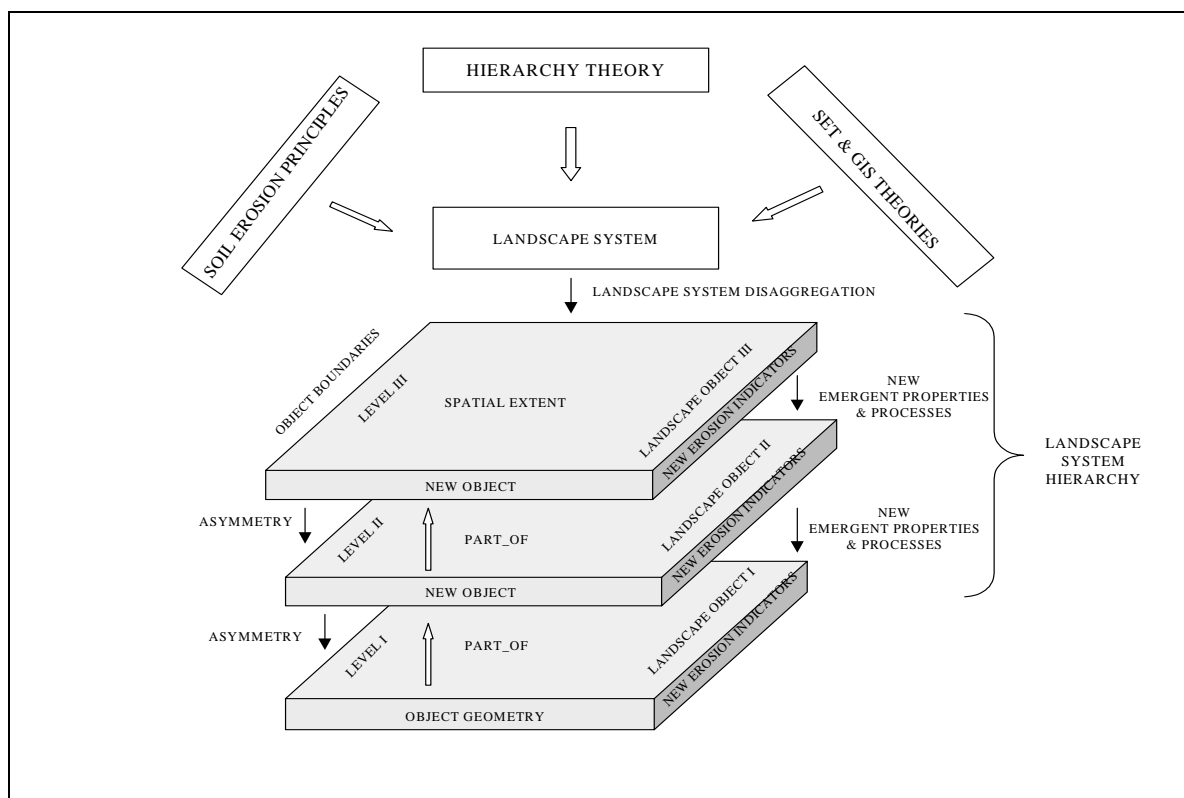 HIERARCHY THEORY
SOIL EROSION PRINCIPLES
SET & GIS THEORIES
LANDSCAPE SYSTEM
LANDSCAPE SYSTEM DISAGGREGATION
OBJECT BOUNDARIES
LEVEL III
SPATIAL EXTENT
LANDSCAPE OBJECT III
NEW EROSION INDICATORS
NEW OBJECT
NEW
EMERGENT PROPERTIES
& PROCESSES
LANDSCAPE
SYSTEM
HIERARCHY
ASYMMETRY
LEVEL II
PART_OF
LANDSCAPE OBJECT II
NEW EROSION INDICATORS
NEW OBJECT
NEW
EMERGENT PROPERTIES
& PROCESSES
ASYMMETRY
LEVEL I
PART_OF
LANDSCAPE OBJECT I
NEW EROSION INDICATORS
OBJECT GEOMETRY